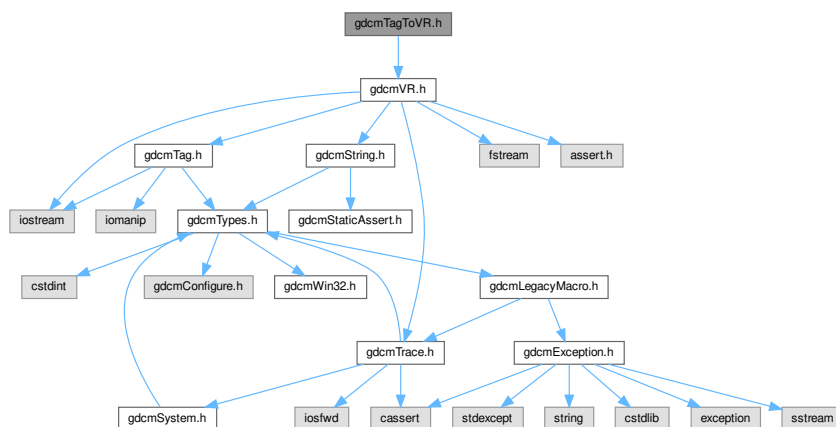 gdcmTagToVR.h
gdcmVR.h
gdcmTag.h
gdcmString.h
fstream
assert.h
iostream
iomanip
gdcmTypes.h
gdcmStaticAssert.h
cstdint
gdcmConfigure.h
gdcmWin32.h
gdcmLegacyMacro.h
gdcmTrace.h
gdcmException.h
gdcmSystem.h
iosfwd
cassert
stdexcept
string
cstdlib
exception
sstream